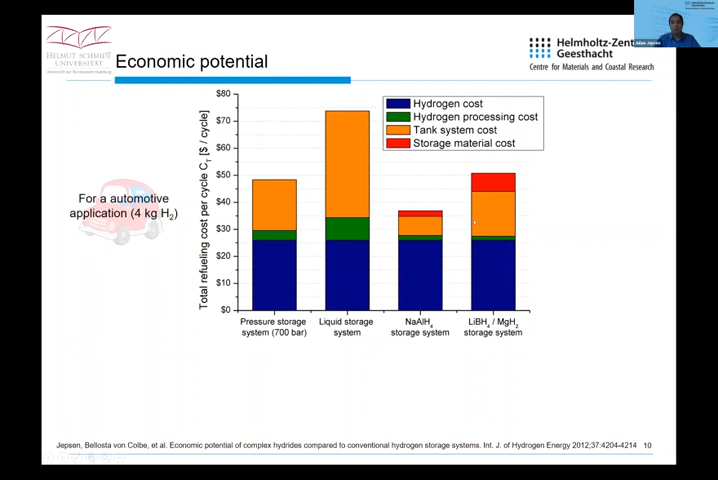 HELMUT SCHMIDT
UNIVERSITÄT
Universität der Bundeswehr Hamburg
Economic potential
Helmholtz-Zent
Geesthacht
Centre for Materials and Coastal Research
Julian Jepsen
For a automotive
application (4 kg H₂)
Total refueling cost per cycle C_T [$ / cycle]
$80
$70
$60
$50
$40
$30
$20
$10
$0
Hydrogen cost
Hydrogen processing cost
Tank system cost
Storage material cost
Pressure storage
system (700 bar)
Liquid storage
system
NaAlH₄
storage system
LiBH₄ / MgH₂
storage system
Jepsen, Bellosta von Colbe, et al. Economic potential of complex hydrides compared to conventional hydrogen storage systems. Int. J. of Hydrogen Energy 2012;37:4204-4214
10